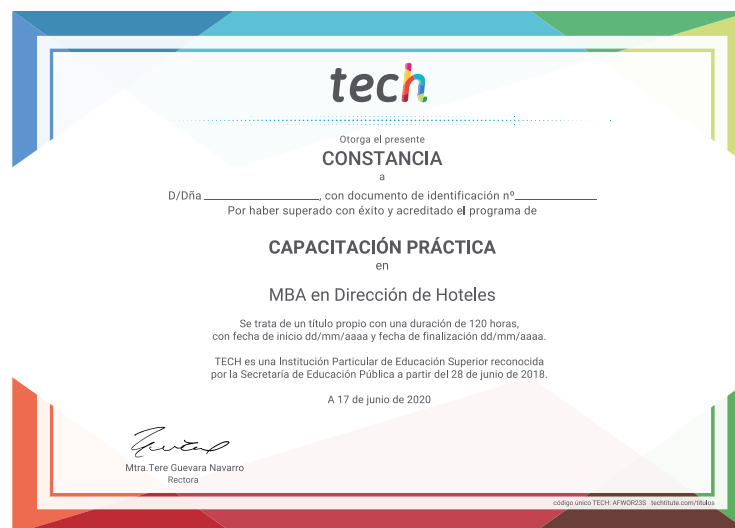 tech
Otorga el presente
CONSTANCIA
a
D/Dña ____________________, con documento de identificación nº______________
Por haber superado con éxito y acreditado el programa de
CAPACITACIÓN PRÁCTICA
en
MBA en Dirección de Hoteles
Se trata de un título propio con una duración de 120 horas,
con fecha de inicio dd/mm/aaaa y fecha de finalización dd/mm/aaaa.
TECH es una Institución Particular de Educación Superior reconocida
por la Secretaría de Educación Pública a partir del 28 de junio de 2018.
A 17 de junio de 2020
Mtra.Tere Guevara Navarro
Rectora
código único TECH: AFWOR23S techtitute.com/títulos